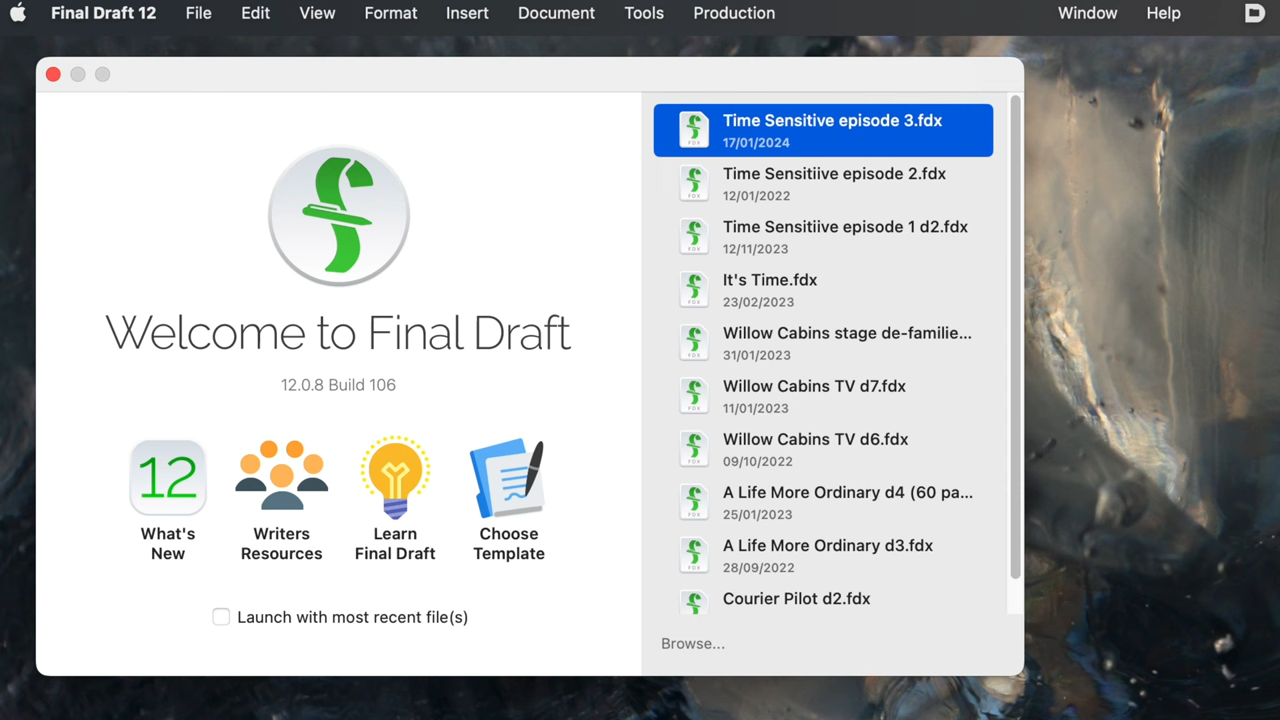 Final Draft 12 File Edit View Format Insert Document Tools Production Window Help
Welcome to Final Draft
12.0.8 Build 106
12
What's
New
Writers
Resources
Learn
Final Draft
Choose
Template
Launch with most recent file(s)
Time Sensitive episode 3.fdx
17/01/2024
Time Sensitiive episode 2.fdx
12/01/2022
Time Sensitiive episode 1 d2.fdx
12/11/2023
It's Time.fdx
23/02/2023
Willow Cabins stage de-familie...
31/01/2023
Willow Cabins TV d7.fdx
11/01/2023
Willow Cabins TV d6.fdx
09/10/2022
A Life More Ordinary d4 (60 pa...
25/01/2023
A Life More Ordinary d3.fdx
28/09/2022
Courier Pilot d2.fdx
Browse...